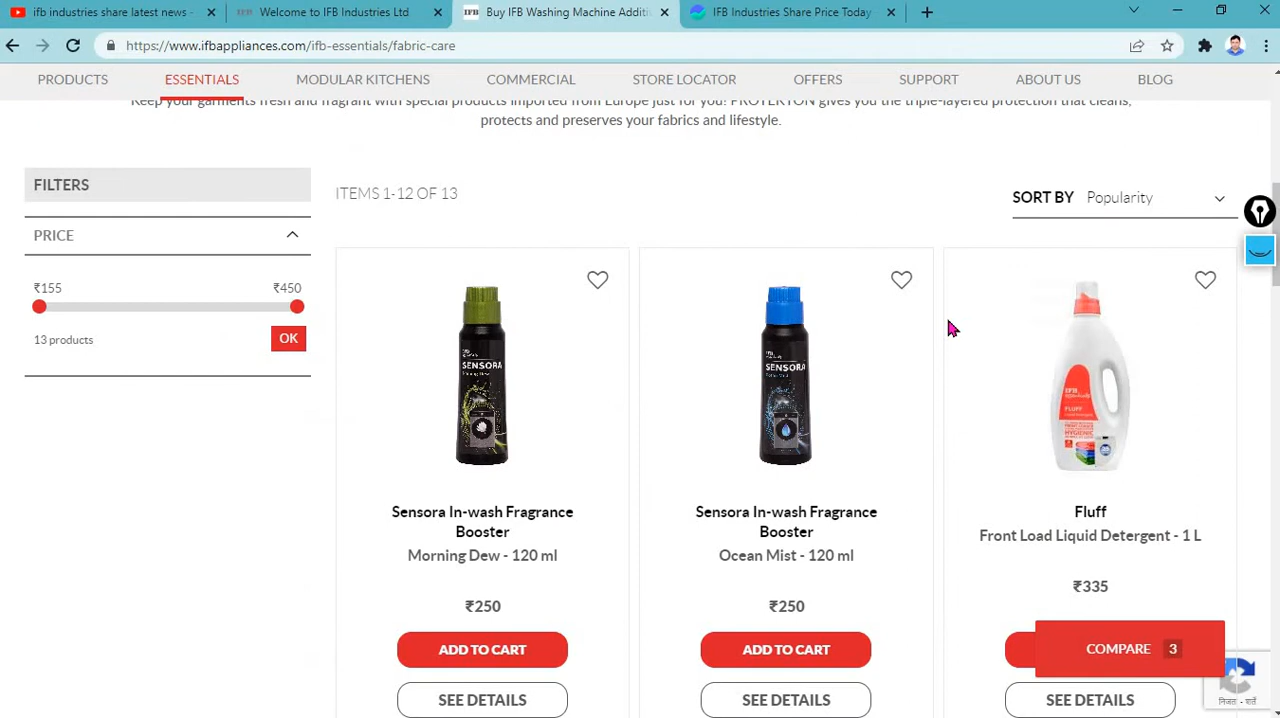 ifb industries share latest news -
Welcome to IFB Industries Ltd
Buy IFB Washing Machine Additi
IFB Industries Share Price Today
https://www.ifbappliances.com/ifb-essentials/fabric-care
PRODUCTS ESSENTIALS MODULAR KITCHENS COMMERCIAL STORE LOCATOR OFFERS SUPPORT ABOUT US BLOG
Keep your garments fresh and fragrant with special products imported from Europe just for you! PROTEKTON gives you the triple-layered protection that cleans,
protects and preserves your fabrics and lifestyle.
FILTERS
PRICE
₹155 ₹450
13 products
OK
ITEMS 1-12 OF 13
SORT BY Popularity
SENSORA
SENSORA
FLUFF
Sensora In-wash Fragrance
Booster
Morning Dew - 120 ml
₹250
ADD TO CART
SEE DETAILS
Sensora In-wash Fragrance
Booster
Ocean Mist - 120 ml
₹250
ADD TO CART
SEE DETAILS
Fluff
Front Load Liquid Detergent - 1 L
₹335
COMPARE 3
SEE DETAILS